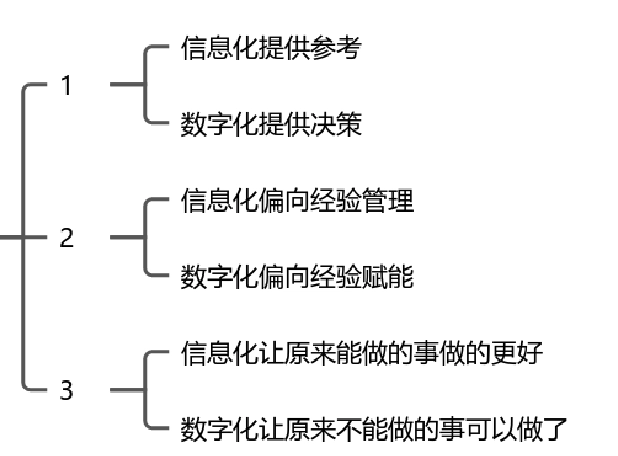 信息化提供参考
1
数字化提供决策
信息化偏向经验管理
2
数字化偏向经验赋能
信息化让原来能做的事做的更好
3
数字化让原来不能做的事可以做了